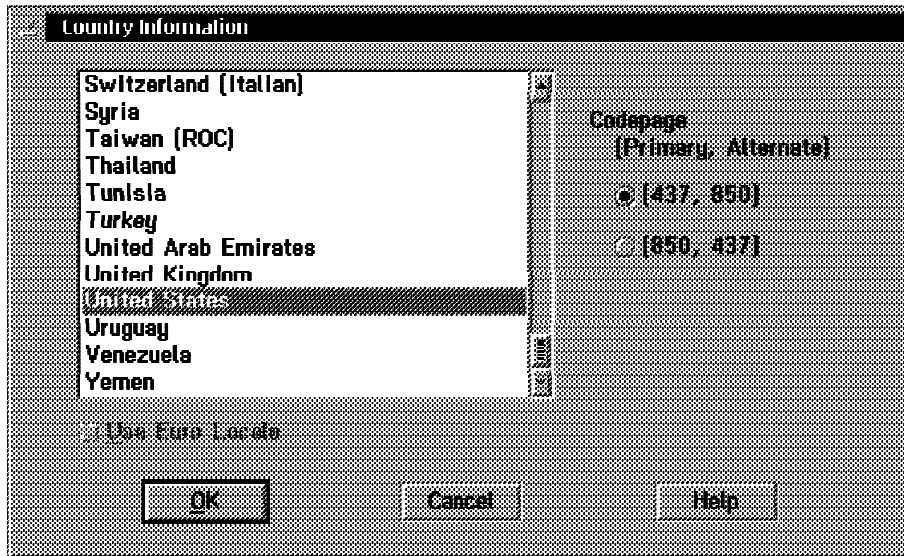 Country Information
Switzerland (Italian)
Syria
Taiwan (ROC)
Thailand
Tunisia
Turkey
United Arab Emirates
United Kingdom
United States
Uruguay
Venezuela
Yemen
Use Euro Locale
Codepage
(Primary, Alternate)
(437, 850)
(850, 437)
OK
Cancel
Help